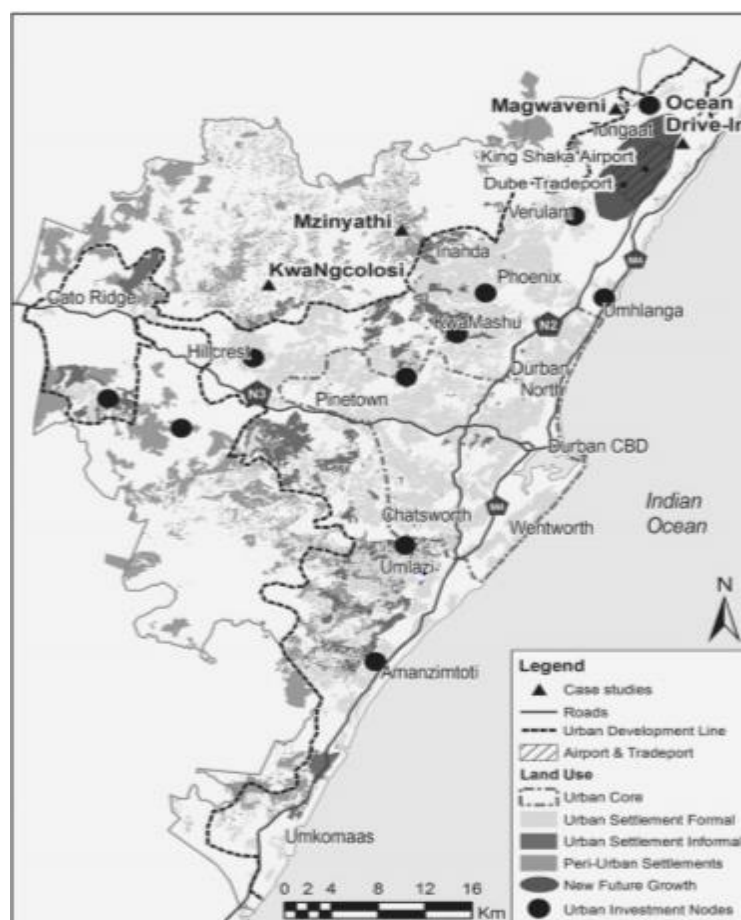 Magwaveni
Ocean
Drive-In
Tongaat
King Shaka Airport
Dube Tradeport
Verulam
Mzinyathi
Inanda
KwaNgcolosi
Phoenix
M4
Cato Ridge
Umhlanga
KwaMashu
N2
Hillcrest
Durban
North
N3
Pinetown
Durban CBD
Indian
Ocean
Chatsworth
M4
Wentworth
Umlazi
N
Amanzimtoti
Umkomaas
0 2 4 8 12 16
Km
Legend
Case studies
Roads
Urban Development Line
Airport & Tradeport
Land Use
Urban Core
Urban Settlement Formal
Urban Settlement Informal
Peri-Urban Settlements
New Future Growth
Urban Investment Nodes